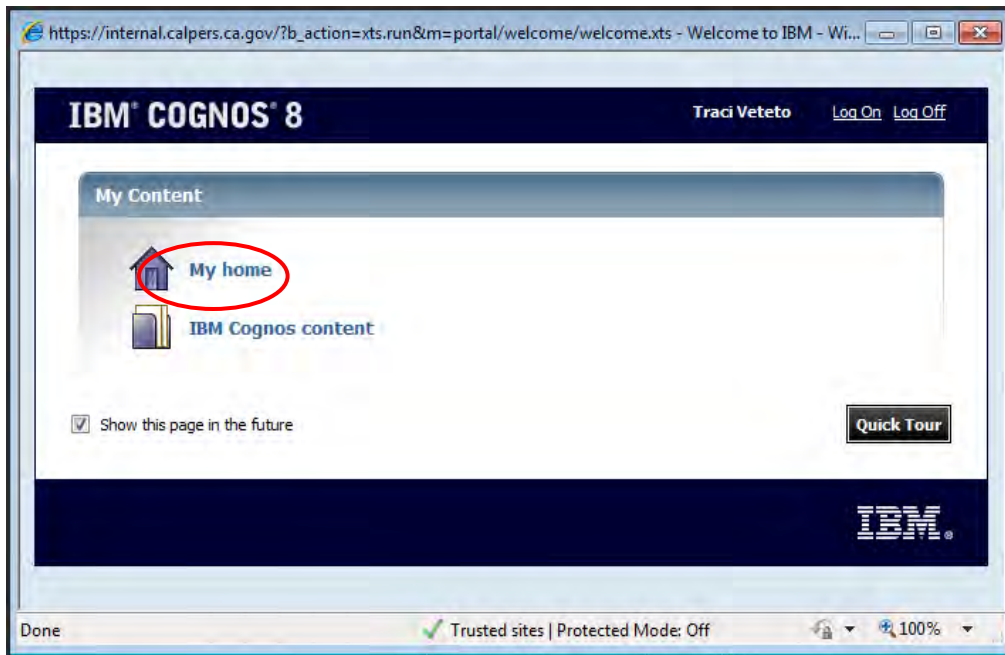 https://internal.calpers.ca.gov/?b_action=xts.run&m=portal/welcome/welcome.xts - Welcome to IBM - Wi...
IBM® COGNOS® 8
Traci Veteto Log On Log Off
My Content
My home
IBM Cognos content
Show this page in the future
Quick Tour
IBM®
Done
Trusted sites | Protected Mode: Off
100%